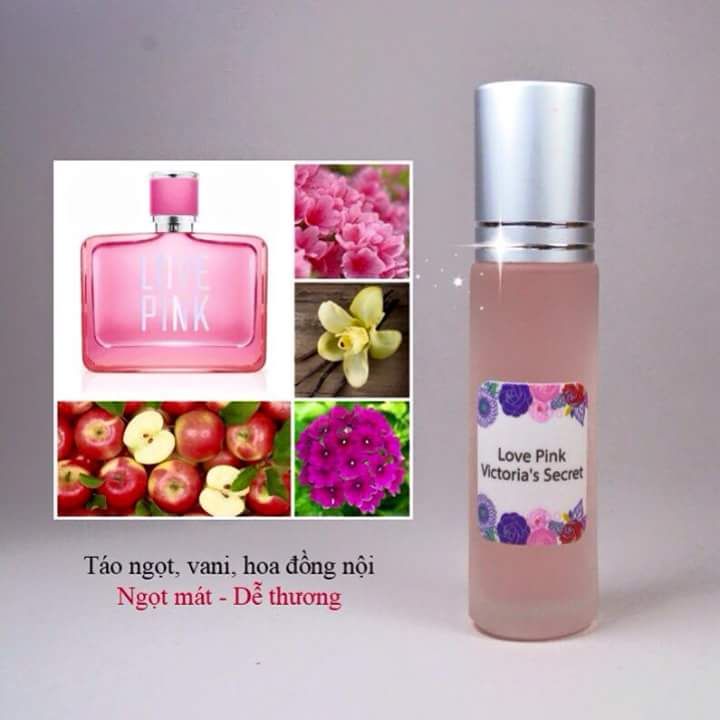 LOVE
PINK
Love Pink
Victoria's Secret
Táo ngọt, vani, hoa đồng nội
Ngọt mát - Dễ thương